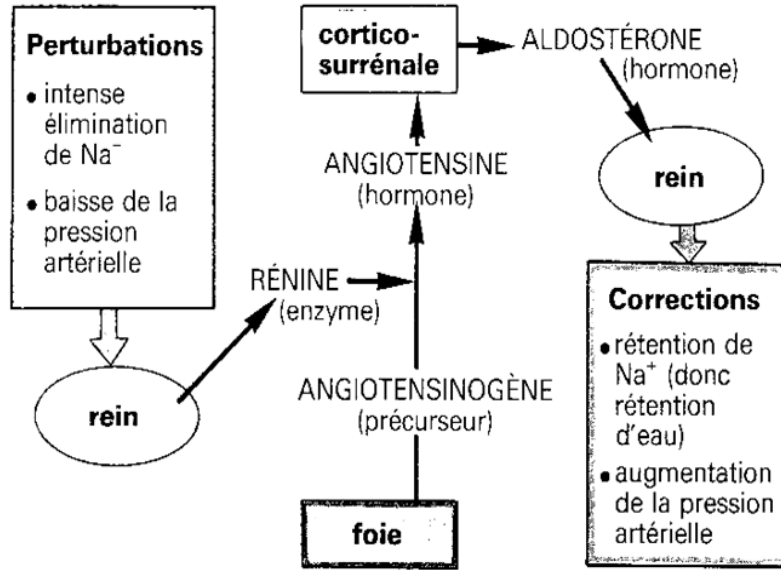 Perturbations
• intense
élimination
de Na⁻
• baisse de la
pression
artérielle
rein
RÉNINE
(enzyme)
cortico-
surrénale
ANGIOTENSINE
(hormone)
ANGIOTENSINOGÈNE
(précurseur)
foie
ALDOSTÉRONE
(hormone)
rein
Corrections
• rétention de
Na⁺ (donc
rétention
d'eau)
• augmentation
de la pression
artérielle